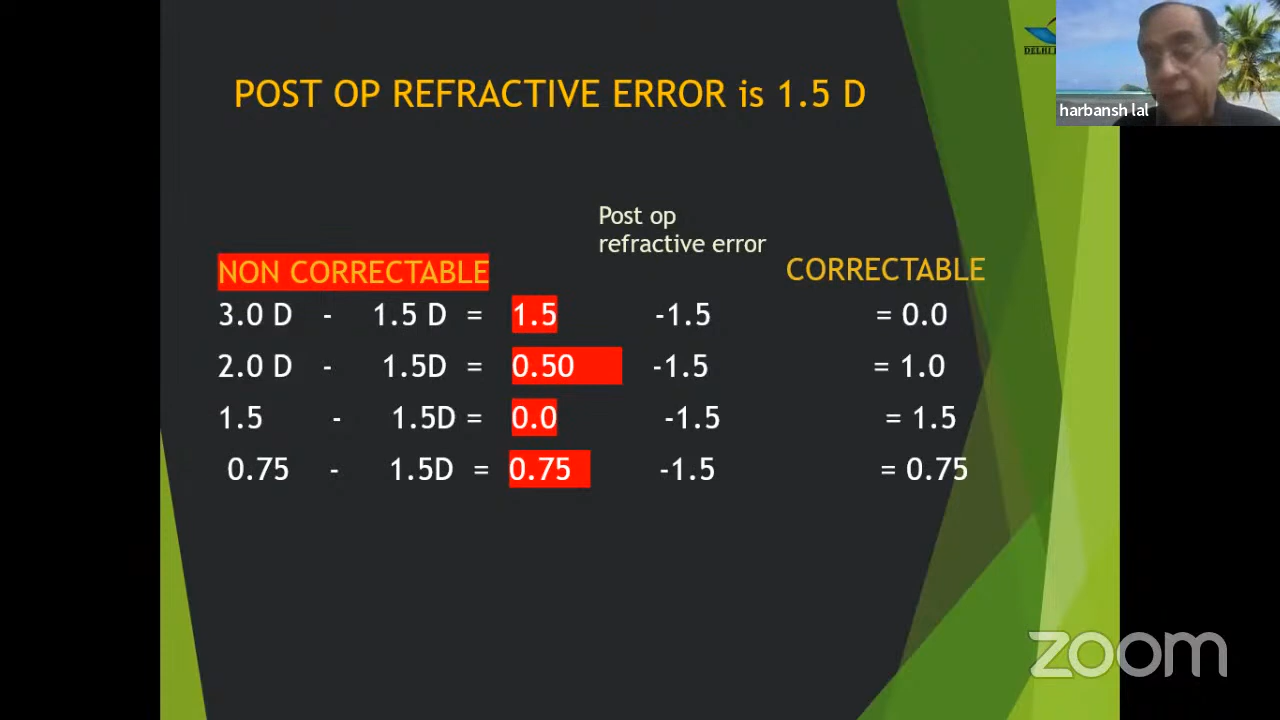 POST OP REFRACTIVE ERROR is 1.5 D
DELHI
harbansh lal
Post op
refractive error
NON CORRECTABLE CORRECTABLE
3.0 D - 1.5 D = 1.5 -1.5 = 0.0
2.0 D - 1.5D = 0.50 -1.5 = 1.0
1.5 - 1.5D = 0.0 -1.5 = 1.5
0.75 - 1.5D = 0.75 -1.5 = 0.75
zoom